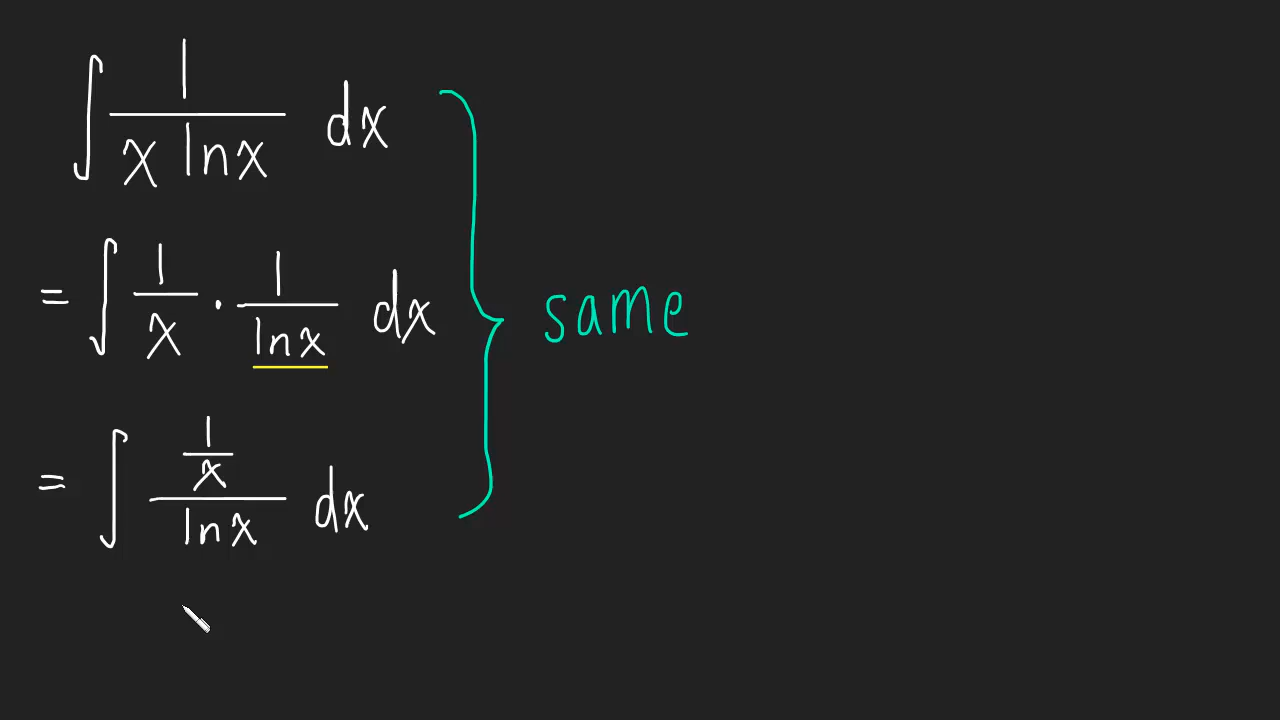 ∫ 1/(x ln x) dx
= ∫ 1/x · 1/(ln x) dx
same
= ∫ (1/x)/(ln x) dx